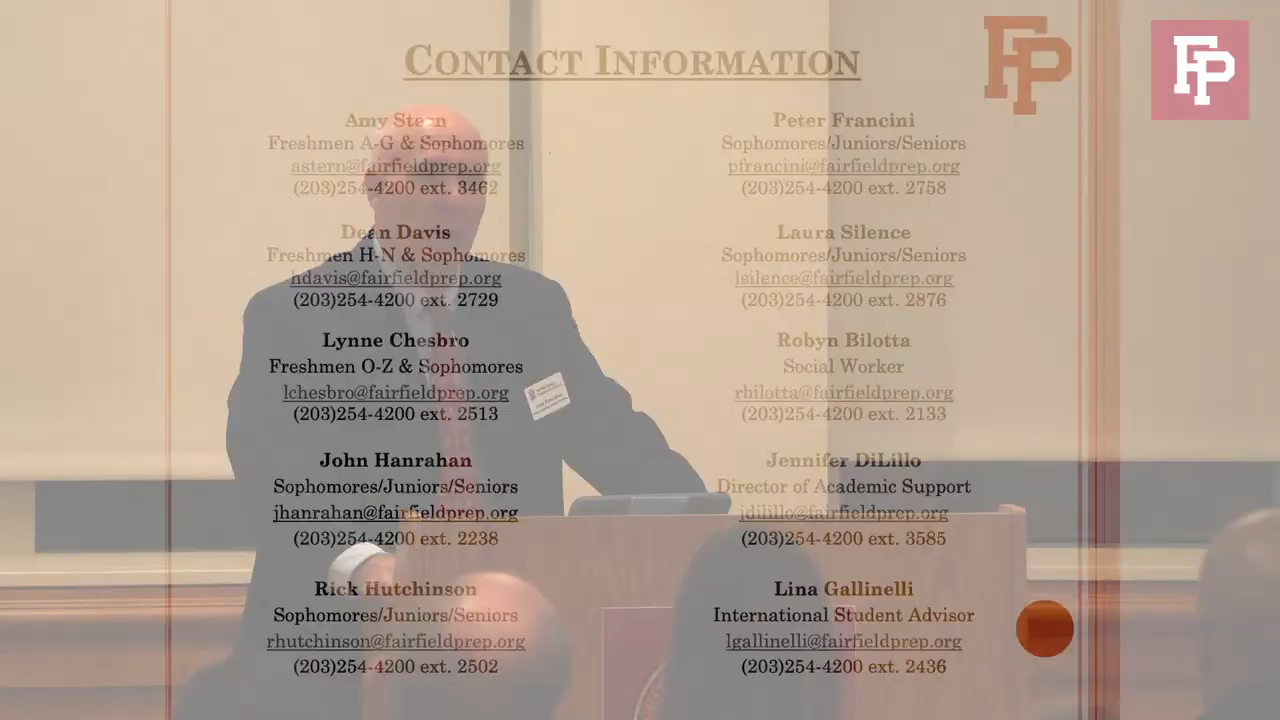 CONTACT INFORMATION
FP
FP
Amy Stern
Freshmen A-G & Sophomores
astern@fairfieldprep.org
(203)254-4200 ext. 3462
Dean Davis
Freshmen H-N & Sophomores
hdavis@fairfieldprep.org
(203)254-4200 ext. 2729
Lynne Chesbro
Freshmen O-Z & Sophomores
lchesbro@fairfieldprep.org
(203)254-4200 ext. 2513
John Hanrahan
Sophomores/Juniors/Seniors
jhanrahan@fairfieldprep.org
(203)254-4200 ext. 2238
Rick Hutchinson
Sophomores/Juniors/Seniors
rhutchinson@fairfieldprep.org
(203)254-4200 ext. 2502
Peter Francini
Sophomores/Juniors/Seniors
pfrancini@fairfieldprep.org
(203)254-4200 ext. 2758
Laura Silence
Sophomores/Juniors/Seniors
lsilence@fairfieldprep.org
(203)254-4200 ext. 2876
Robyn Bilotta
Social Worker
rbilotta@fairfieldprep.org
(203)254-4200 ext. 2133
Jennifer DiLillo
Director of Academic Support
jdilillo@fairfieldprep.org
(203)254-4200 ext. 3585
Lina Gallinelli
International Student Advisor
lgallinelli@fairfieldprep.org
(203)254-4200 ext. 2436